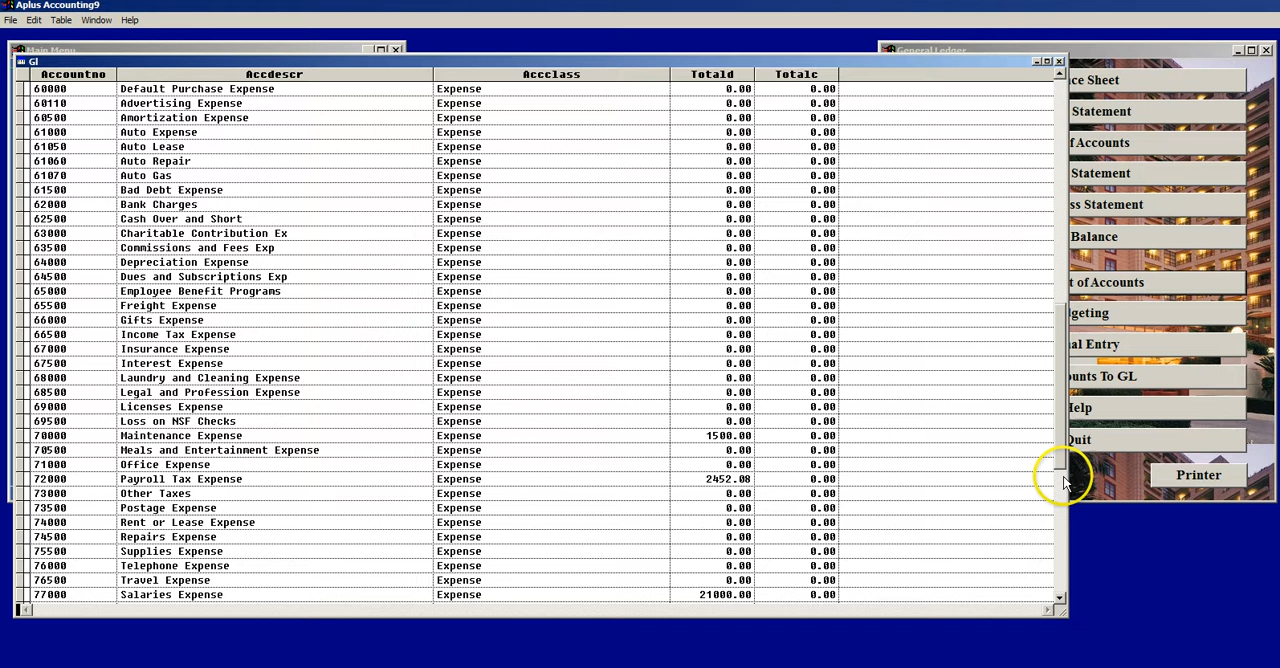 Aplus Accounting9
File Edit Table Window Help
Main Menu
General Ledger
Gl
Accountno Accdescr Accclass Totald Totalc
60000 Default Purchase Expense Expense 0.00 0.00
60110 Advertising Expense Expense 0.00 0.00
60500 Amortization Expense Expense 0.00 0.00
61000 Auto Expense Expense 0.00 0.00
61050 Auto Lease Expense 0.00 0.00
61060 Auto Repair Expense 0.00 0.00
61070 Auto Gas Expense 0.00 0.00
61500 Bad Debt Expense Expense 0.00 0.00
62000 Bank Charges Expense 0.00 0.00
62500 Cash Over and Short Expense 0.00 0.00
63000 Charitable Contribution Ex Expense 0.00 0.00
63500 Commissions and Fees Exp Expense 0.00 0.00
64000 Depreciation Expense Expense 0.00 0.00
64500 Dues and Subscriptions Exp Expense 0.00 0.00
65000 Employee Benefit Programs Expense 0.00 0.00
65500 Freight Expense Expense 0.00 0.00
66000 Gifts Expense Expense 0.00 0.00
66500 Income Tax Expense Expense 0.00 0.00
67000 Insurance Expense Expense 0.00 0.00
67500 Interest Expense Expense 0.00 0.00
68000 Laundry and Cleaning Expense Expense 0.00 0.00
68500 Legal and Profession Expense Expense 0.00 0.00
69000 Licenses Expense Expense 0.00 0.00
69500 Loss on NSF Checks Expense 0.00 0.00
70000 Maintenance Expense Expense 1500.00 0.00
70500 Meals and Entertainment Expense Expense 0.00 0.00
71000 Office Expense Expense 0.00 0.00
72000 Payroll Tax Expense Expense 2452.08 0.00
73000 Other Taxes Expense 0.00 0.00
73500 Postage Expense Expense 0.00 0.00
74000 Rent or Lease Expense Expense 0.00 0.00
74500 Repairs Expense Expense 0.00 0.00
75500 Supplies Expense Expense 0.00 0.00
76000 Telephone Expense Expense 0.00 0.00
76500 Travel Expense Expense 0.00 0.00
77000 Salaries Expense Expense 21000.00 0.00
ce Sheet
Statement
f Accounts
Statement
ss Statement
Balance
t of Accounts
dgeting
nal Entry
ounts To GL
Help
Quit
Printer